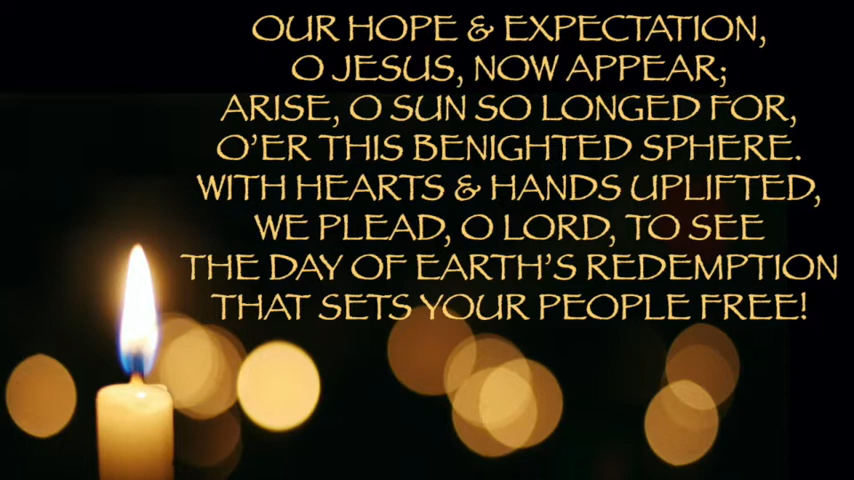 OUR HOPE & EXPECTATION,
O JESUS, NOW APPEAR;
ARISE, O SUN SO LONGED FOR,
O'ER THIS BENIGHTED SPHERE.
WITH HEARTS & HANDS UPLIFTED,
WE PLEAD, O LORD, TO SEE
THE DAY OF EARTH'S REDEMPTION
THAT SETS YOUR PEOPLE FREE!